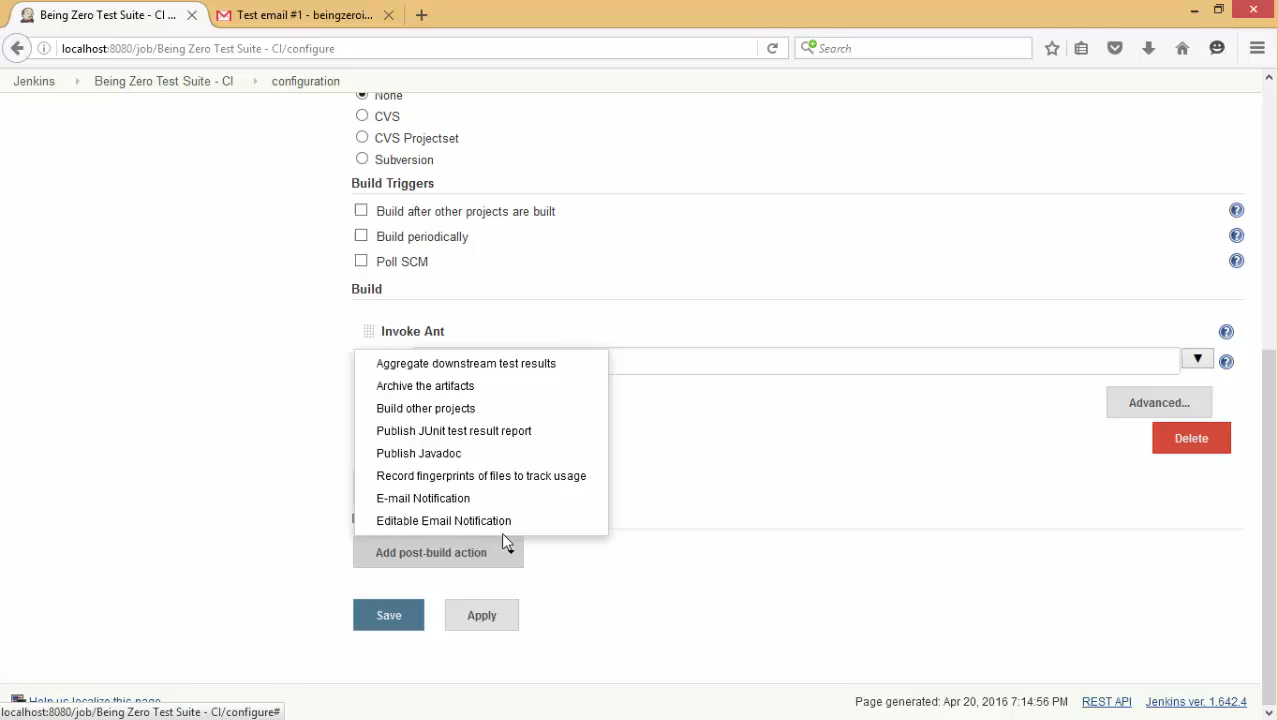 Being Zero Test Suite - CI ...
Test email #1 - beingzeroi...
localhost:8080/job/Being Zero Test Suite - CI/configure
Search
Jenkins
Being Zero Test Suite - CI
configuration
None
CVS
CVS Projectset
Subversion
Build Triggers
Build after other projects are built
Build periodically
Poll SCM
Build
Invoke Ant
Aggregate downstream test results
Archive the artifacts
Build other projects
Publish JUnit test result report
Publish Javadoc
Record fingerprints of files to track usage
E-mail Notification
Editable Email Notification
Advanced...
Delete
Add post-build action
Save
Apply
Help us localize this page
Page generated: Apr 20, 2016 7:14:56 PM
REST API
Jenkins ver. 1.642.4
localhost:8080/job/Being Zero Test Suite - CI/configure#